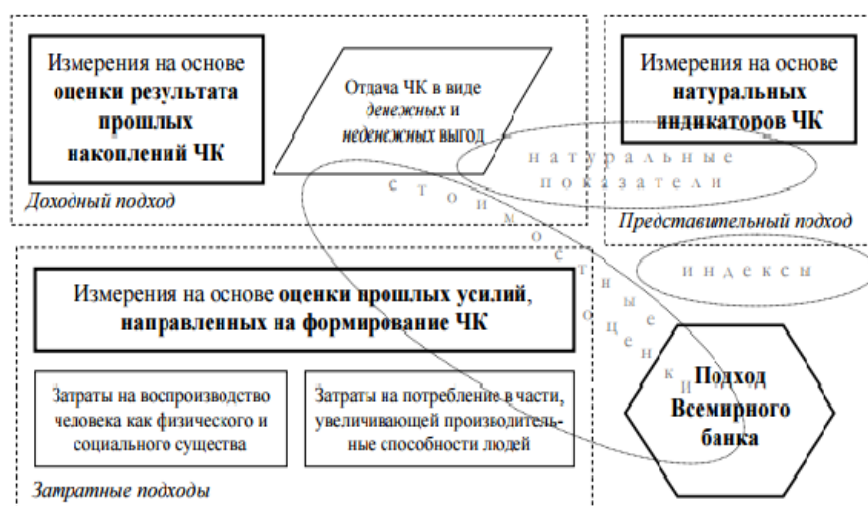 Измерения на основе
оценки результата
прошлых
накоплений ЧК
Отдача ЧК в виде
денежных и
неденежных выгод
Доходный подход
Измерения на основе
натуральных
индикаторов ЧК
натуральные
показатели
Представительный подход
стоимостные оценки
индексы
Измерения на основе оценки прошлых усилий,
направленных на формирование ЧК
Затраты на воспроизводство
человека как физического и
социального существа
Затраты на потребление в части,
увеличивающей производитель-
ные способности людей
Затратные подходы
Подход
Всемирного
банка